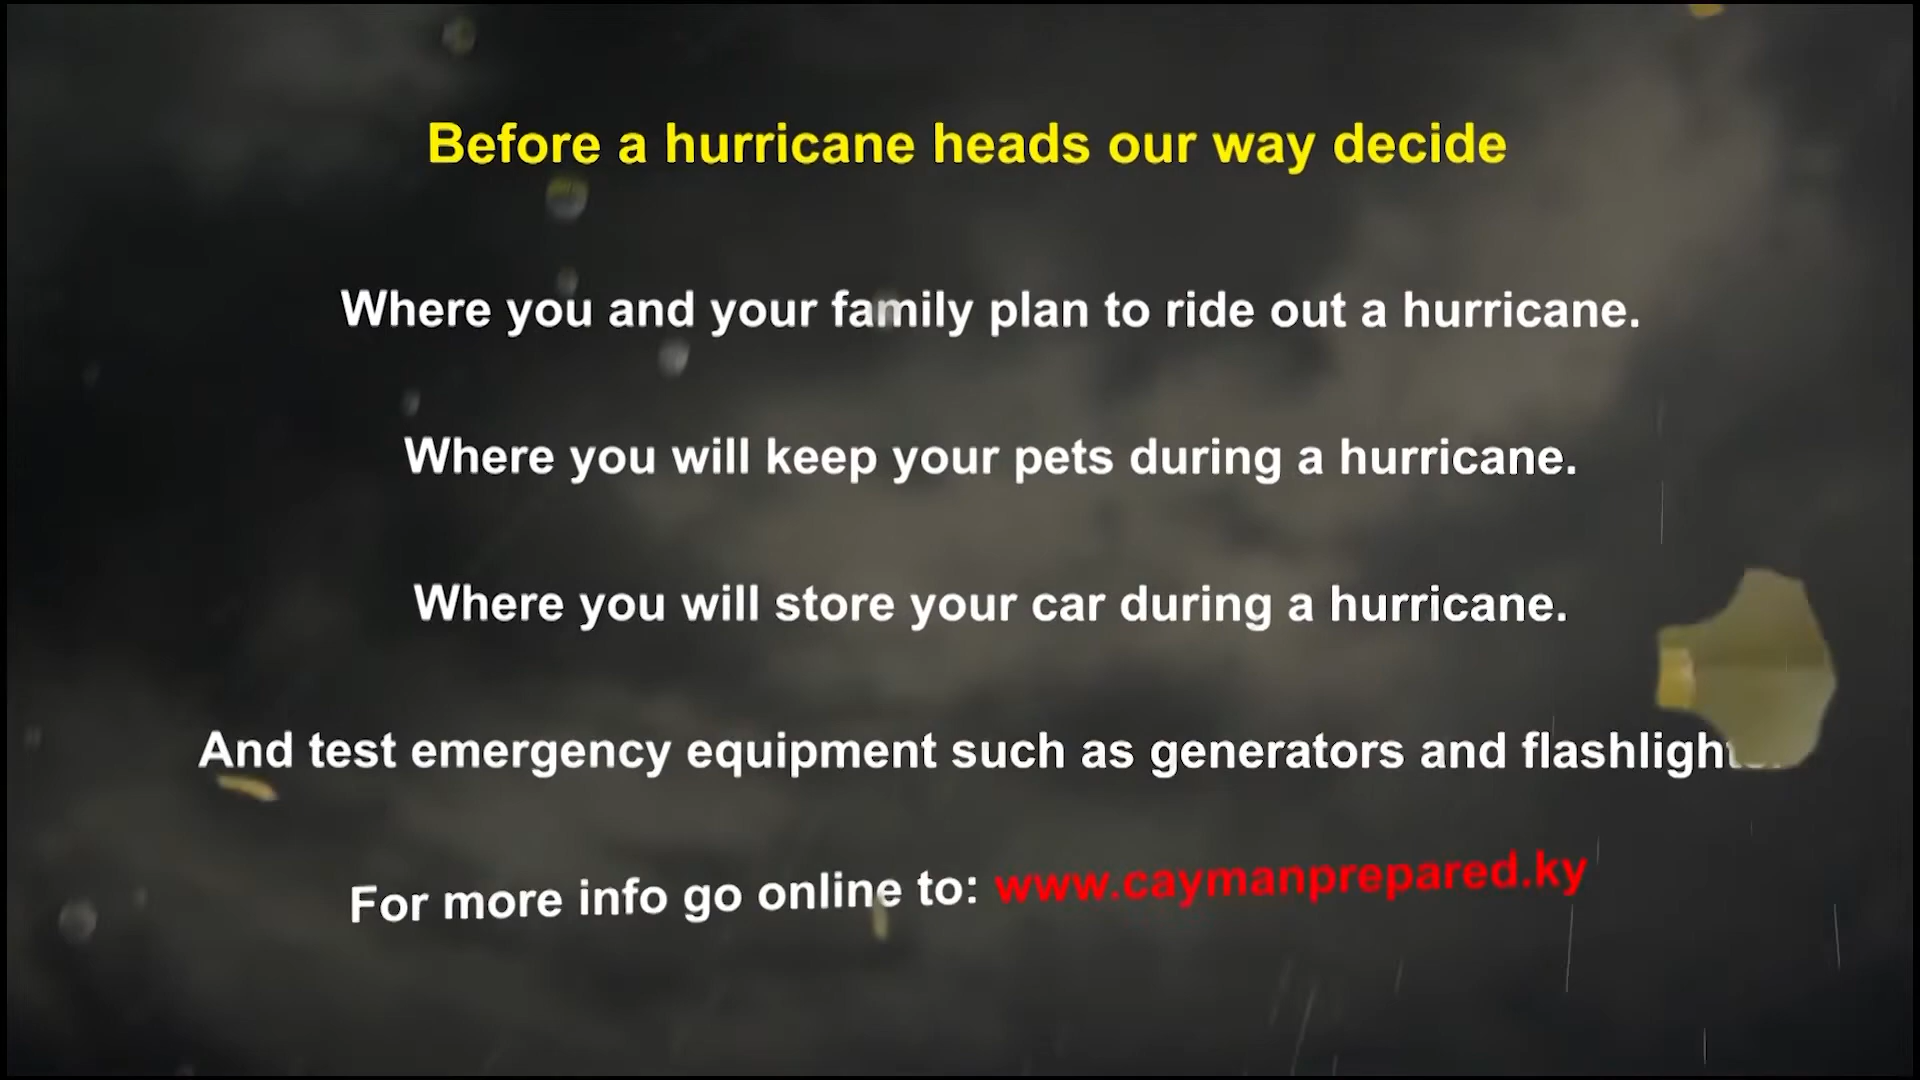 Before a hurricane heads our way decide
Where you and your family plan to ride out a hurricane.
Where you will keep your pets during a hurricane.
Where you will store your car during a hurricane.
And test emergency equipment such as generators and flashlights.
For more info go online to: www.caymanprepared.ky